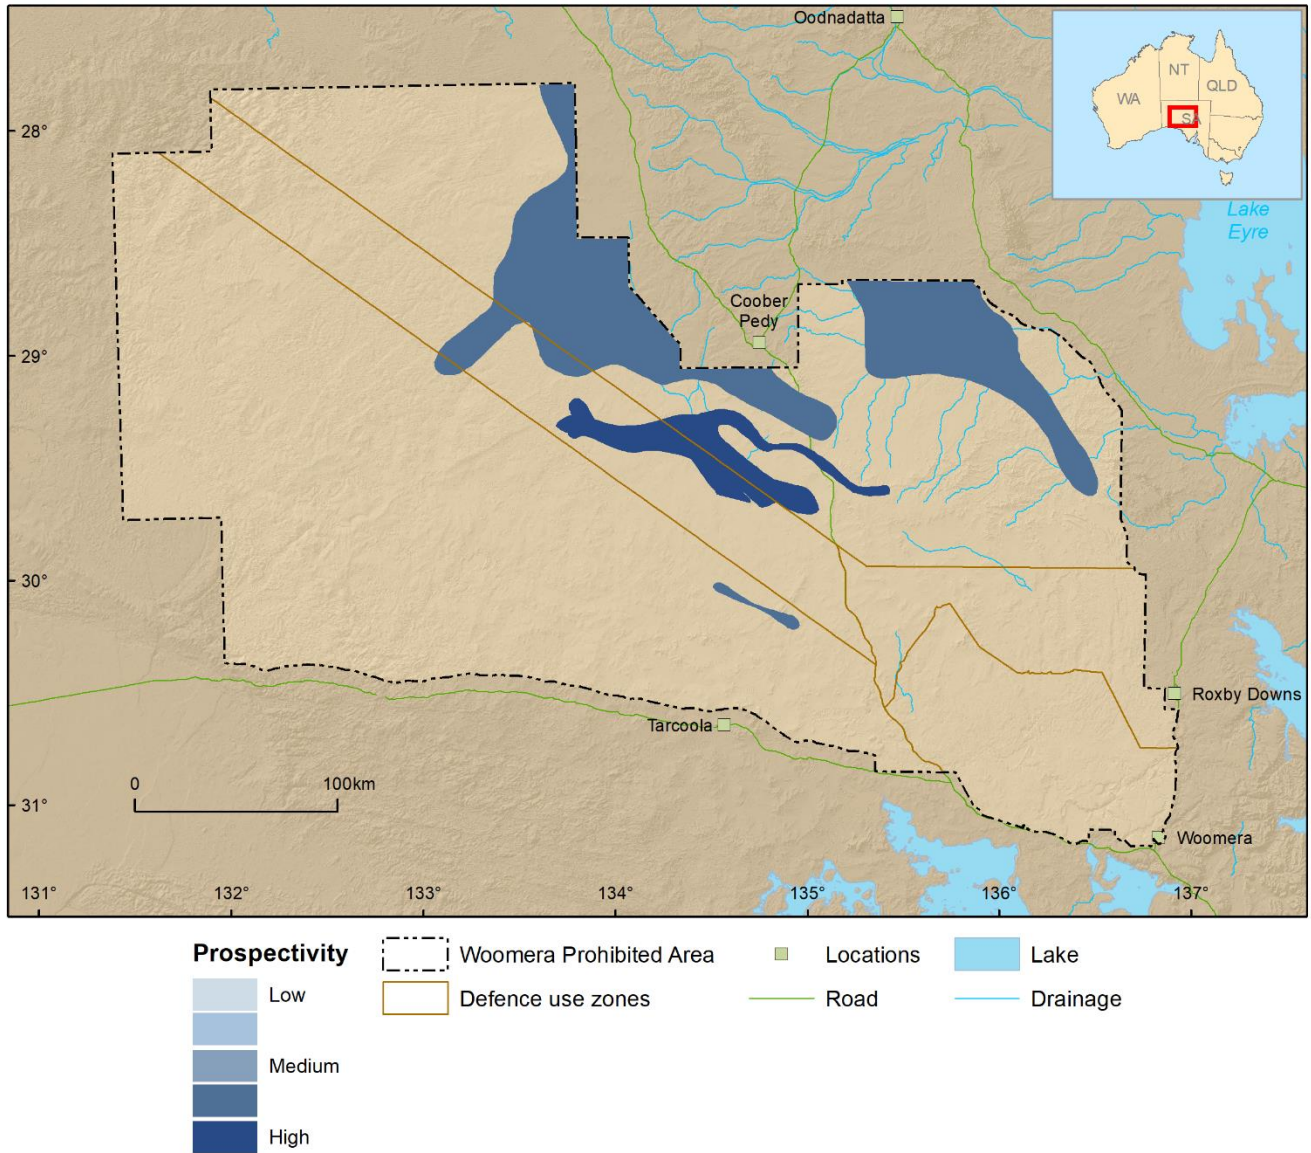 Oodnadatta
NT
QLD
WA
SA
28°
Lake
Eyre
Coober
Pedy
29°
30°
Roxby Downs
Tarcoola
0
100km
31°
Woomera
131°
132°
133°
134°
135°
136°
137°
Prospectivity
Low
Medium
High
Woomera Prohibited Area
Defence use zones
Locations
Road
Lake
Drainage